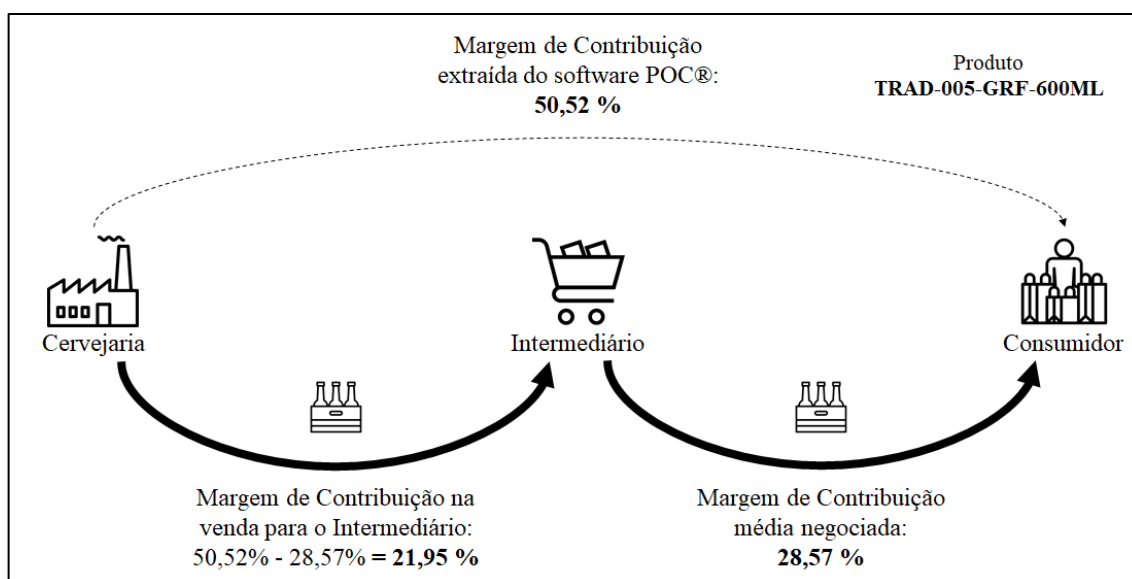 Margem de Contribuição
extraída do software POC®:
50,52 %
Produto
TRAD-005-GRF-600ML
Cervejaria
Intermediário
Consumidor
Margem de Contribuição na
venda para o Intermediário:
50,52% - 28,57% = 21,95 %
Margem de Contribuição
média negociada:
28,57 %